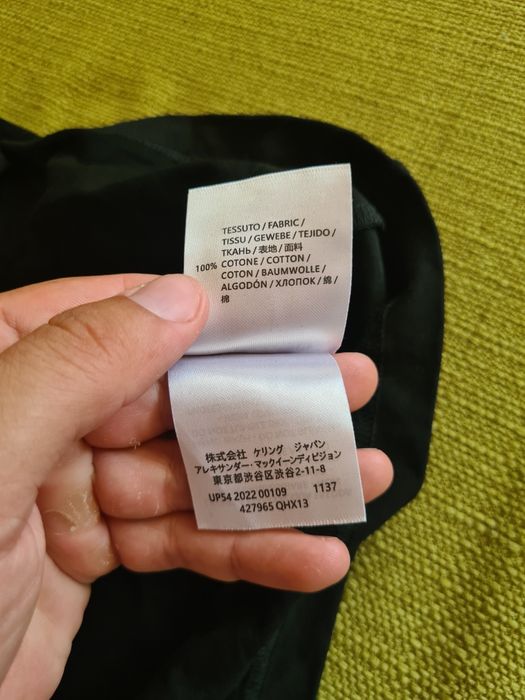 TESSUTO / FABRIC /
TISSU / GEWEBE / TEJIDO /
ТКАНЬ / 表地 / 面料
100% COTONE / COTTON /
COTON / BAUMWOLLE /
ALGODÓN / ХЛОПОК / 綿 /
棉
株式会社 ケリング ジャパン
アレキサンダー・マックイーンディビジョン
東京都渋谷区渋谷2-11-8
UP54 2022 00109 1137
427965 QHX13